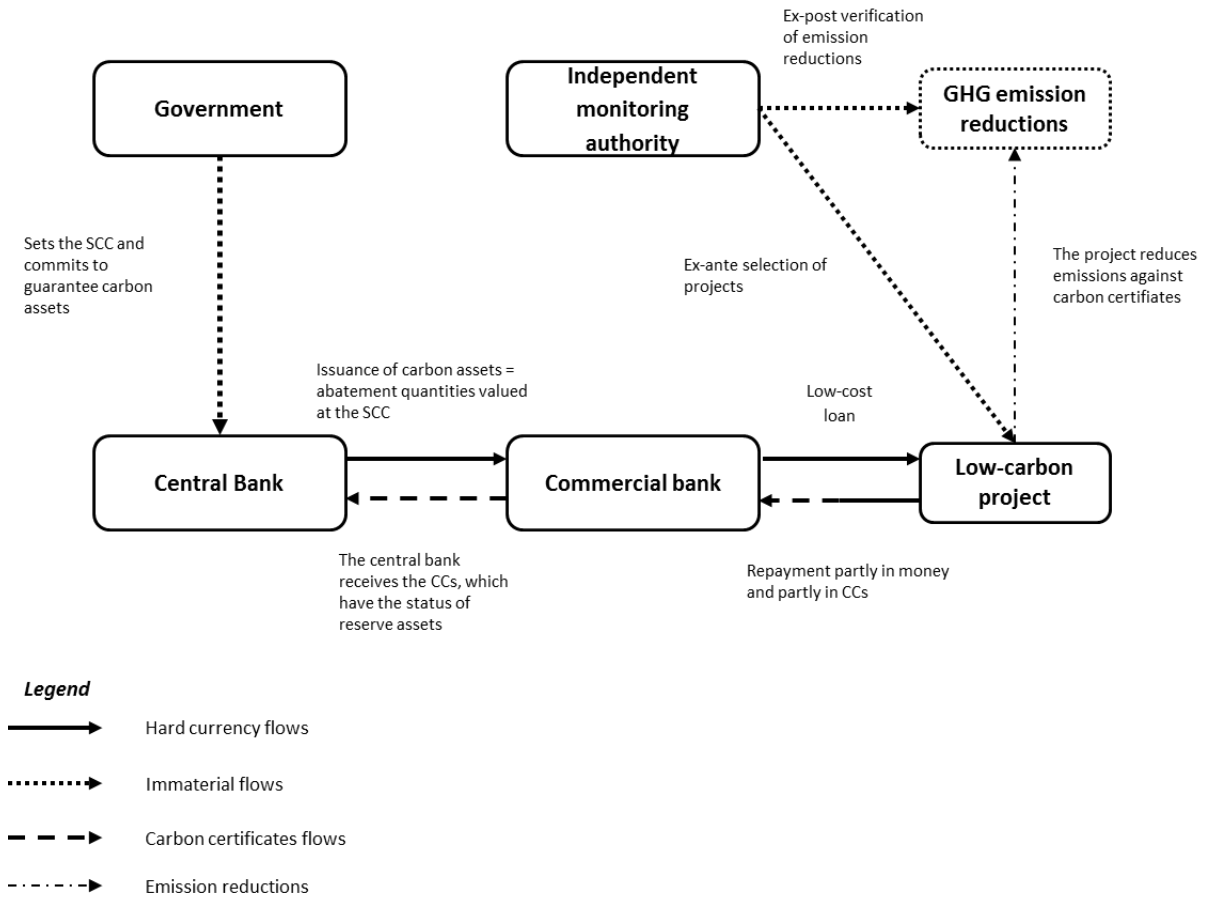 Ex-post verification
of emission
reductions
Government
Independent
monitoring
authority
GHG emission
reductions
Sets the SCC and
commits to
guarantee carbon
assets
Ex-ante selection of
projects
The project reduces
emissions against
carbon certifiates
Issuance of carbon assets =
abatement quantities valued
at the SCC
Low-cost
loan
Central Bank
Commercial bank
Low-carbon
project
The central bank
receives the CCs, which
have the status of
reserve assets
Repayment partly in money
and partly in CCs
Legend
Hard currency flows
Immaterial flows
Carbon certificates flows
Emission reductions